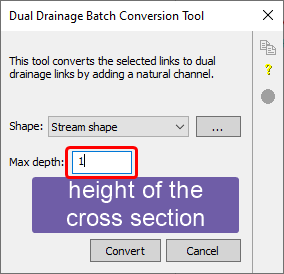 Dual Drainage Batch Conversion Tool
This tool converts the selected links to dual
drainage links by adding a natural channel.
Shape: Stream shape ...
Max depth: 1
height of the
cross section
Convert Cancel